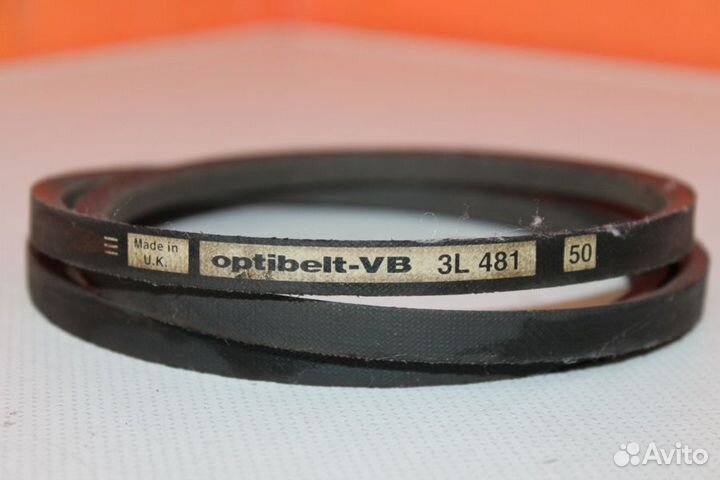 Made in
U.K.
optibelt-VB 3L 481
50
Avito